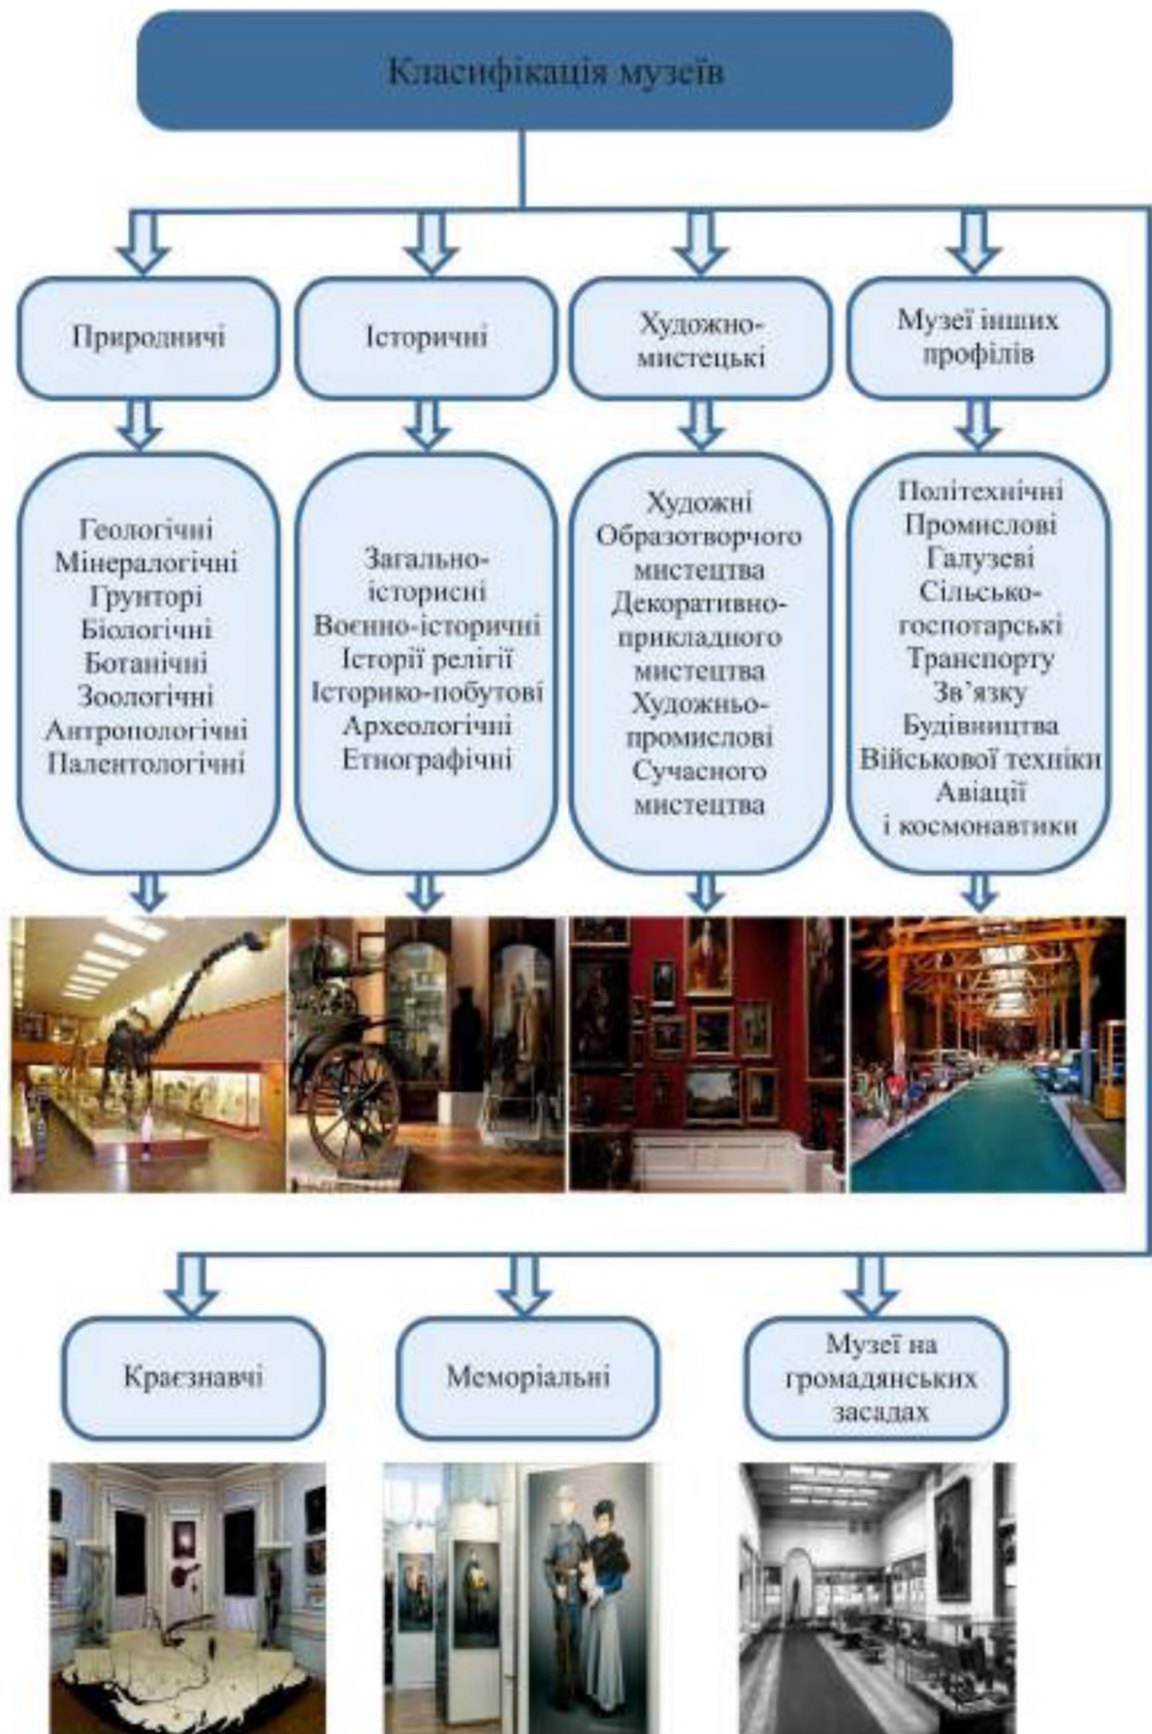 Класифікація музеїв
Природничі
Історичні
Художно-
мистецькі
Музеї інших
профілів
Геологічні
Мінералогічні
Грунторі
Біологічні
Ботанічні
Зоологічні
Антропологічні
Палентологічні
Загально-
історисні
Воєнно-історичні
Історії релігії
Історико-побутові
Археологічні
Етнографічні
Художні
Образотворчого
мистецтва
Декоративно-
прикладного
мистецтва
Художньо-
промислові
Сучасного
мистецтва
Політехнічні
Промислові
Галузеві
Сільсько-
госпотарські
Транспорту
Зв’язку
Будівництва
Військової техніки
Авіації
і космонавтики
Краєзнавчі
Меморіальні
Музеї на
громадянських
засадах